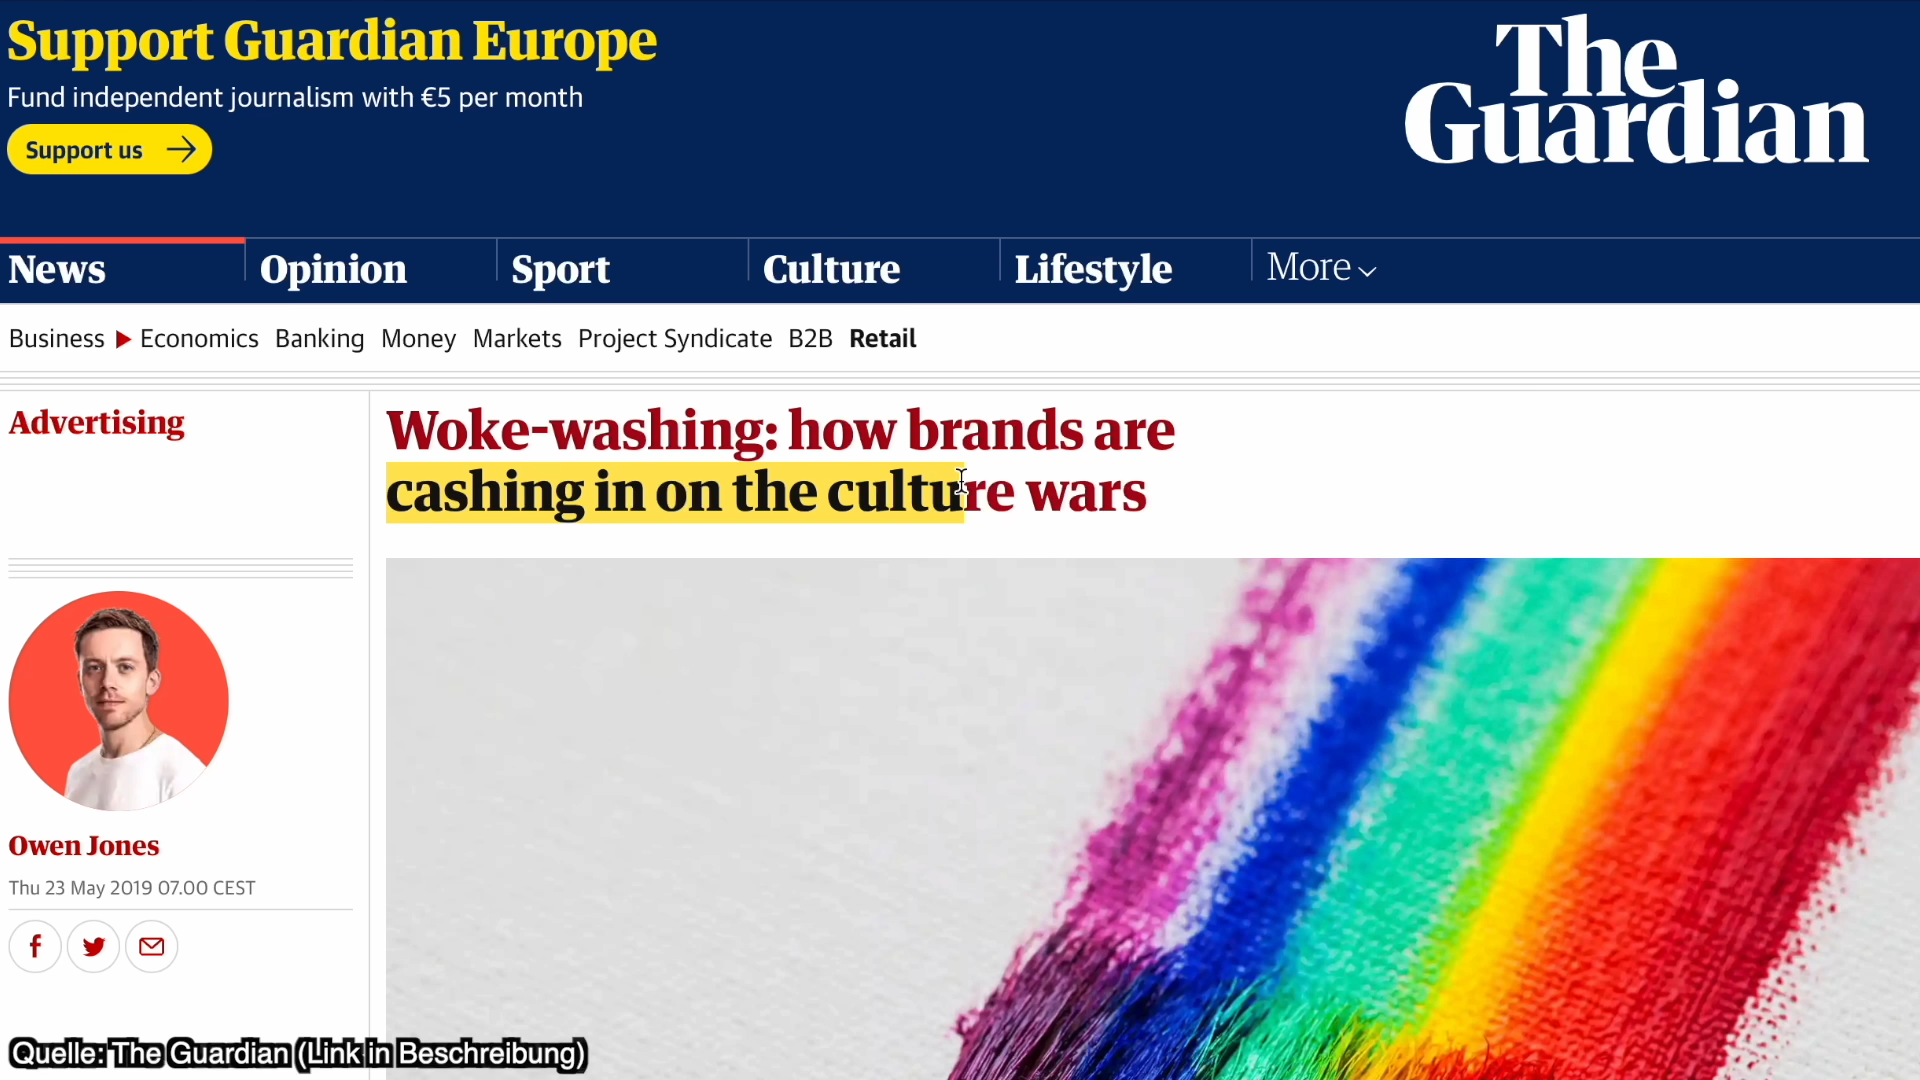 Support Guardian Europe
Fund independent journalism with €5 per month
Support us
The
Guardian
News
Opinion
Sport
Culture
Lifestyle
More
Business
Economics
Banking
Money
Markets
Project Syndicate
B2B
Retail
Advertising
Woke-washing: how brands are
cashing in on the culture wars
Owen Jones
Thu 23 May 2019 07.00 CEST
Quelle: The Guardian (Link in Beschreibung)